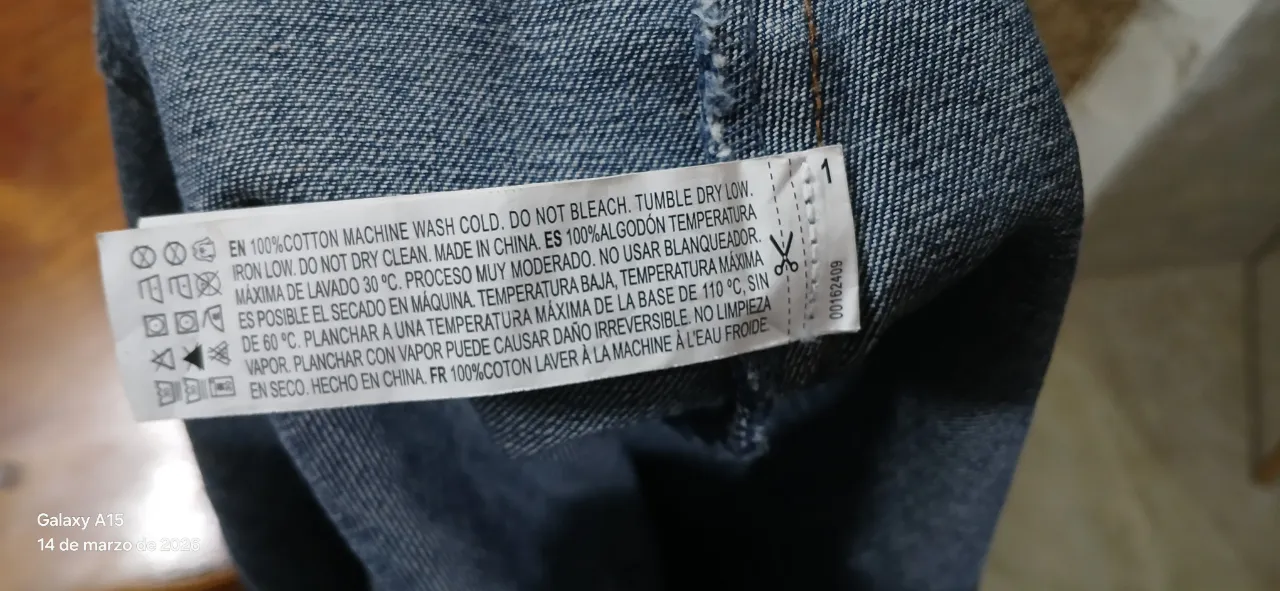 EN 100%COTTON MACHINE WASH COLD. DO NOT BLEACH. TUMBLE DRY LOW.
IRON LOW. DO NOT DRY CLEAN. MADE IN CHINA. ES 100%ALGODÓN TEMPERATURA
MÁXIMA DE LAVADO 30 ºC. PROCESO MUY MODERADO. NO USAR BLANQUEADOR.
ES POSIBLE EL SECADO EN MÁQUINA. TEMPERATURA BAJA, TEMPERATURA MÁXIMA
DE 60 ºC. PLANCHAR A UNA TEMPERATURA MÁXIMA DE LA BASE DE 110 ºC, SIN
VAPOR. PLANCHAR CON VAPOR PUEDE CAUSAR DAÑO IRREVERSIBLE. NO LIMPIEZA
EN SECO. HECHO EN CHINA. FR 100%COTON LAVER À LA MACHINE À L'EAU FROIDE.
1
00162409
Galaxy A15
14 de marzo de 2026